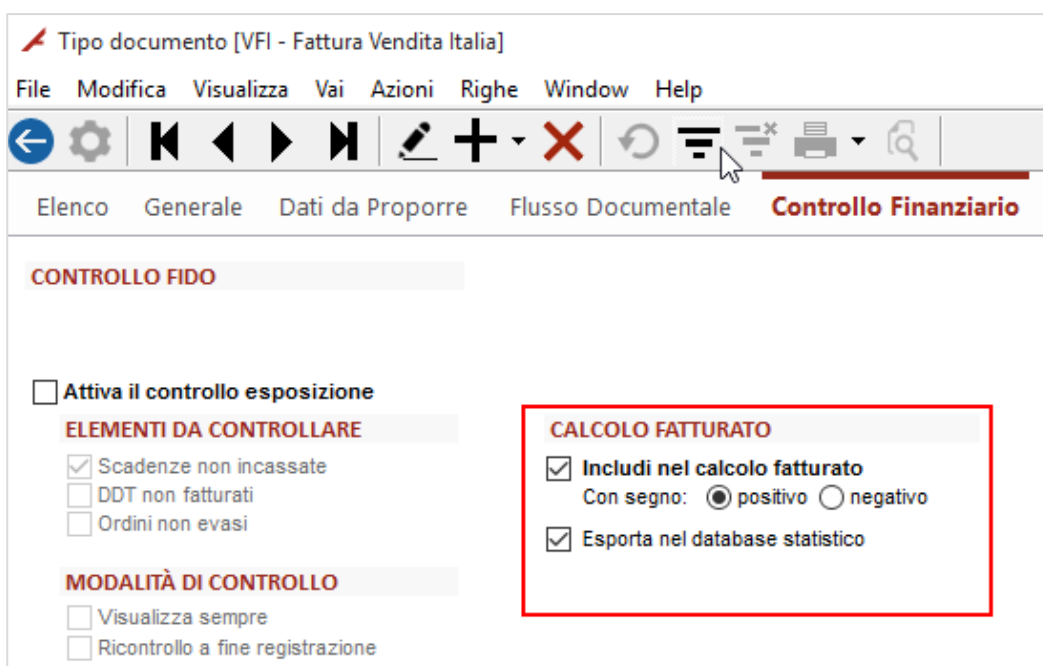 Tipo documento [VFI - Fattura Vendita Italia]
File Modifica Visualizza Vai Azioni Righe Window Help
Elenco Generale Dati da Proporre Flusso Documentale Controllo Finanziario
CONTROLLO FIDO
Attiva il controllo esposizione
ELEMENTI DA CONTROLLARE
Scadenze non incassate
DDT non fatturati
Ordini non evasi
MODALITÀ DI CONTROLLO
Visualizza sempre
Ricontrollo a fine registrazione
CALCOLO FATTURATO
Includi nel calcolo fatturato
Con segno: positivo negativo
Esporta nel database statistico